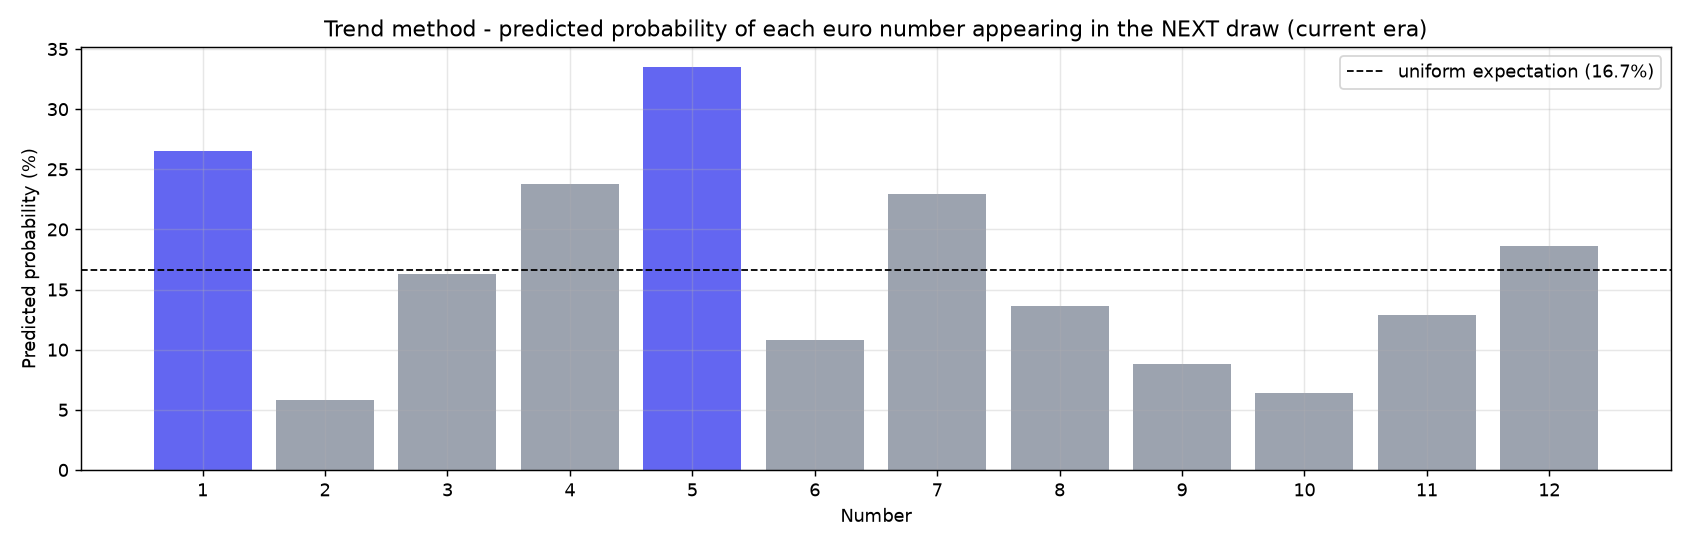 Trend method - predicted probability of each euro number appearing in the NEXT draw (current era)
uniform expectation (16.7%)
Predicted probability (%)
35
30
25
20
15
10
5
0
1 2 3 4 5 6 7 8 9 10 11 12
Number